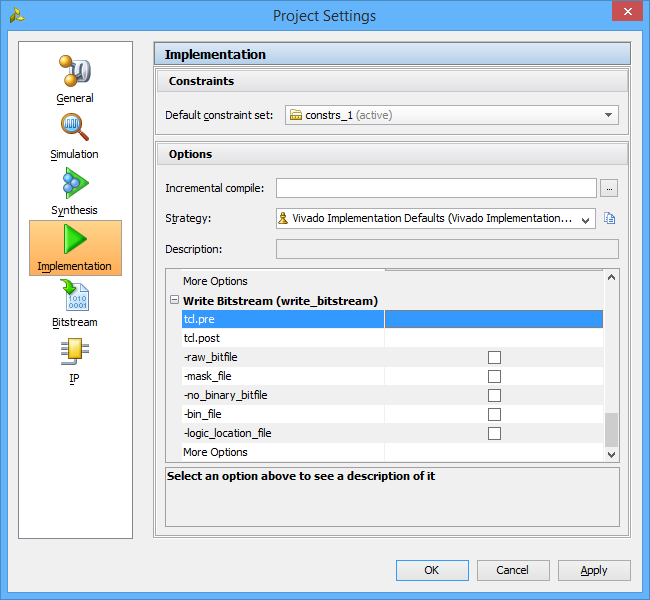 Project Settings
General
Simulation
Synthesis
Implementation
Bitstream
IP
Implementation
Constraints
Default constraint set: constrs_1 (active)
Options
Incremental compile: ...
Strategy: Vivado Implementation Defaults (Vivado Implementation...
Description:
More Options
Write Bitstream (write_bitstream)
tcl.pre
tcl.post
-raw_bitfile
-mask_file
-no_binary_bitfile
-bin_file
-logic_location_file
More Options
Select an option above to see a description of it
OK Cancel Apply